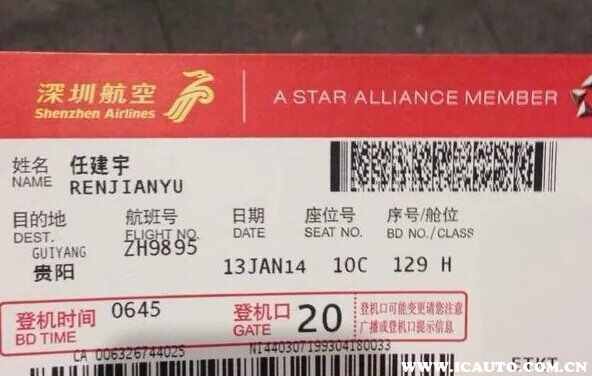 深圳航空
Shenzhen Airlines
A STAR ALLIANCE MEMBER
姓名 任建宇
NAME RENJIANYU
目的地 航班号 日期 座位号 序号/舱位
DEST. FLIGHT NO. DATE SEAT NO. BD NO./CLASS
GUIYANG ZH9895
贵阳 13JAN14 10C 129 H
登机时间 0645 登机口 20 登机口可能变更请您注意
BD TIME GATE 广播或登机口提示信息
CA 006326744025 NI440307199304180033
ETKT
www.icauto.com.cn